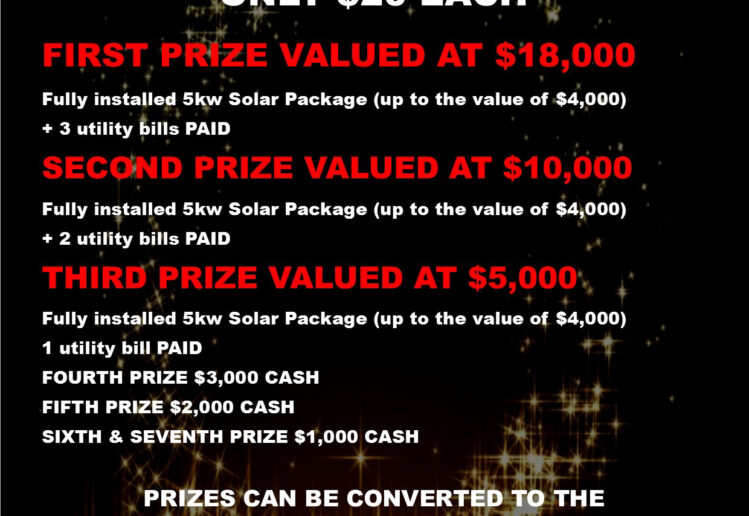 ONLY $20 EACH
FIRST PRIZE VALUED AT $18,000
Fully installed 5kw Solar Package (up to the value of $4,000)
+ 3 utility bills PAID
SECOND PRIZE VALUED AT $10,000
Fully installed 5kw Solar Package (up to the value of $4,000)
+ 2 utility bills PAID
THIRD PRIZE VALUED AT $5,000
Fully installed 5kw Solar Package (up to the value of $4,000)
1 utility bill PAID
FOURTH PRIZE $3,000 CASH
FIFTH PRIZE $2,000 CASH
SIXTH & SEVENTH PRIZE $1,000 CASH
PRIZES CAN BE CONVERTED TO THE